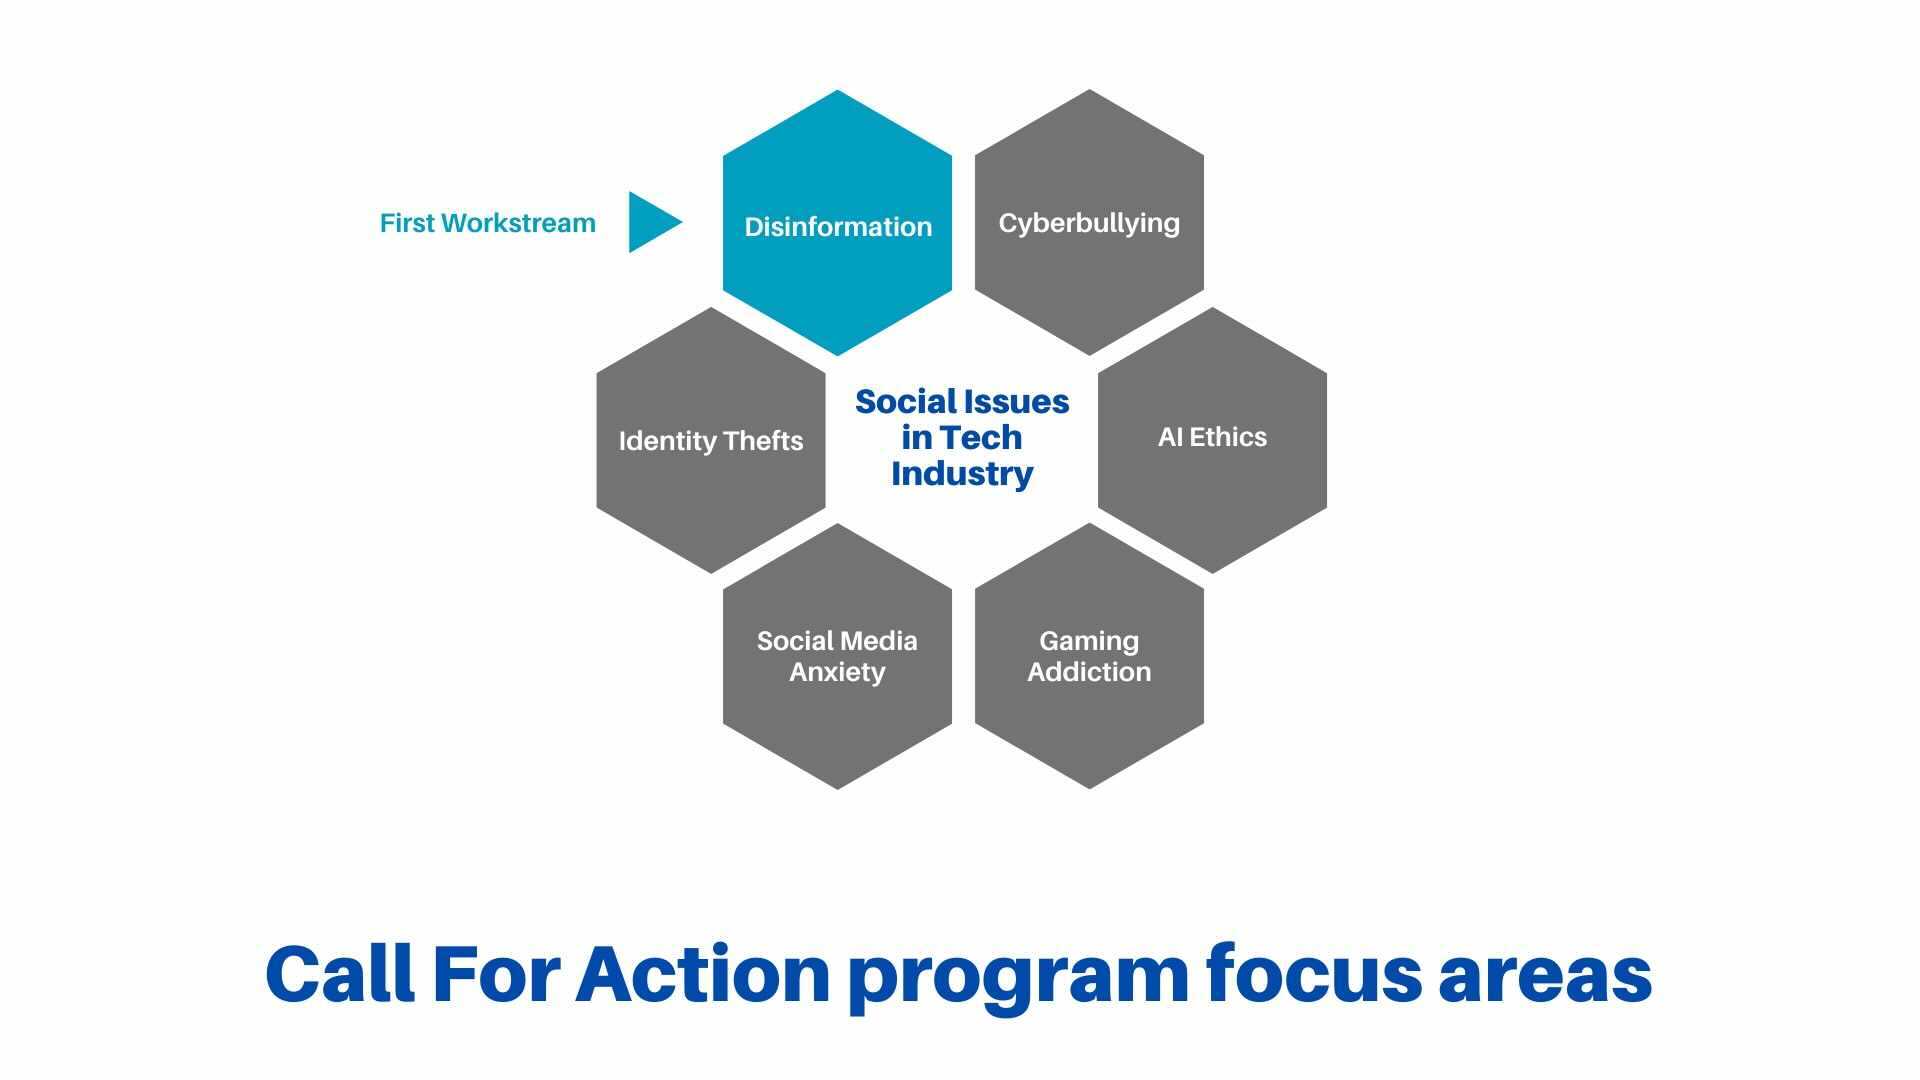 First Workstream
Disinformation
Cyberbullying
Identity Thefts
Social Issues
in Tech
Industry
AI Ethics
Social Media
Anxiety
Gaming
Addiction
Call For Action program focus areas